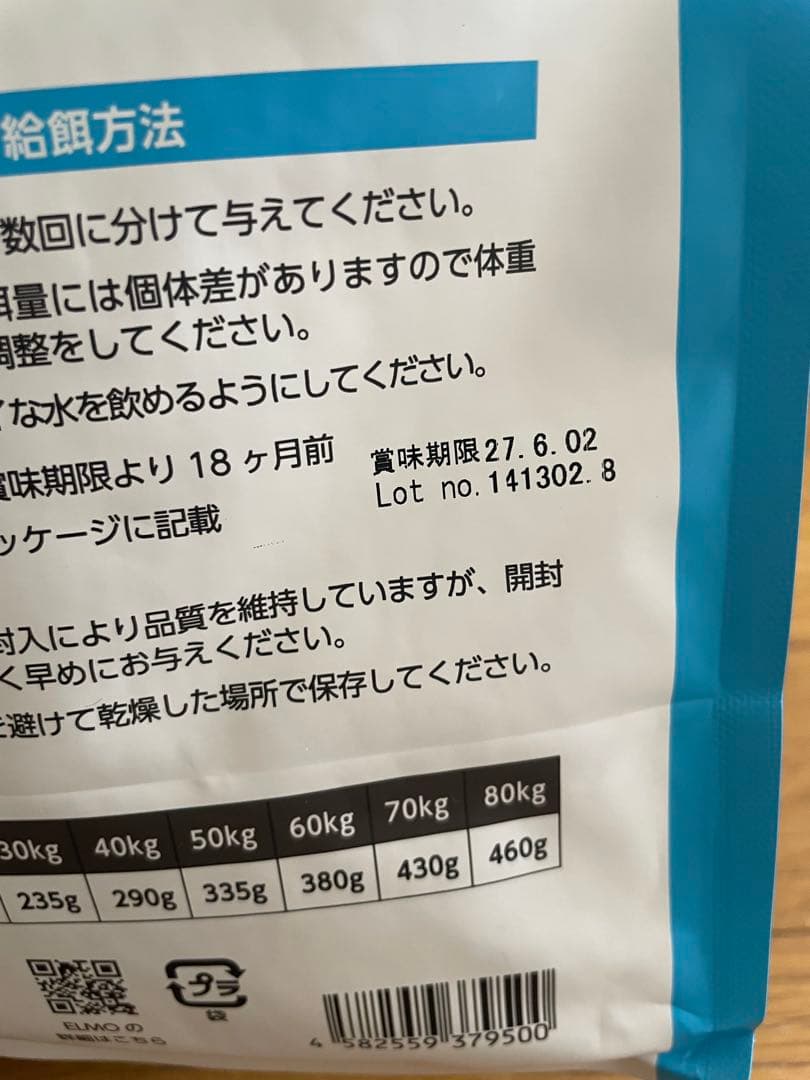 給餌方法
数回に分けて与えてください。
餌量には個体差がありますので体重
調整をしてください。
な水を飲めるようにしてください。
賞味期限より 18 ヶ月前
賞味期限27.6.02
Lot no.141302.8
ッケージに記載
封入により品質を維持していますが、開封
く早めにお与えください。
を避けて乾燥した場所で保存してください。
30kg 40kg 50kg 60kg 70kg 80kg
235g 290g 335g 380g 430g 460g
ELMO の
詳細はこちら
プラ
袋
4 582559 379500